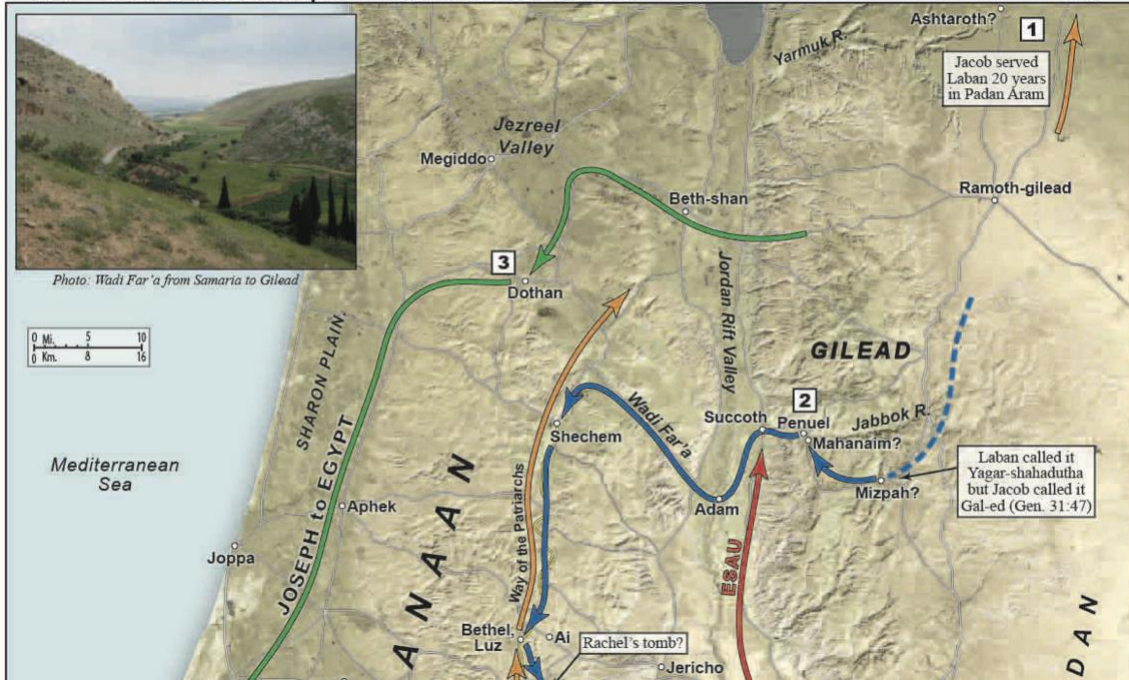 Ashtaroth?
1
Yarmuk R.
Jacob served
Laban 20 years
in Padan Aram
Jezreel
Valley
Megiddo
Beth-shan
Ramoth-gilead
Photo: Wadi Far'a from Samaria to Gilead
3
Dothan
0 Mi. 5 10
0 Km. 8 16
SHARON PLAIN
Jordan Rift Valley
GILEAD
Wadi Far'a
Succoth
2
Penuel
Jabbok R.
Mahanaim?
Shechem
Laban called it
Yagar-shahadutha
but Jacob called it
Gal-ed (Gen. 31:47)
Mizpah?
Mediterranean
Sea
Adam
Aphek
JOSEPH to EGYPT
Way of the Patriarchs
ESAU
Joppa
ANAAN
Bethel,
Luz
Ai
Rachel's tomb?
Jericho
DAN